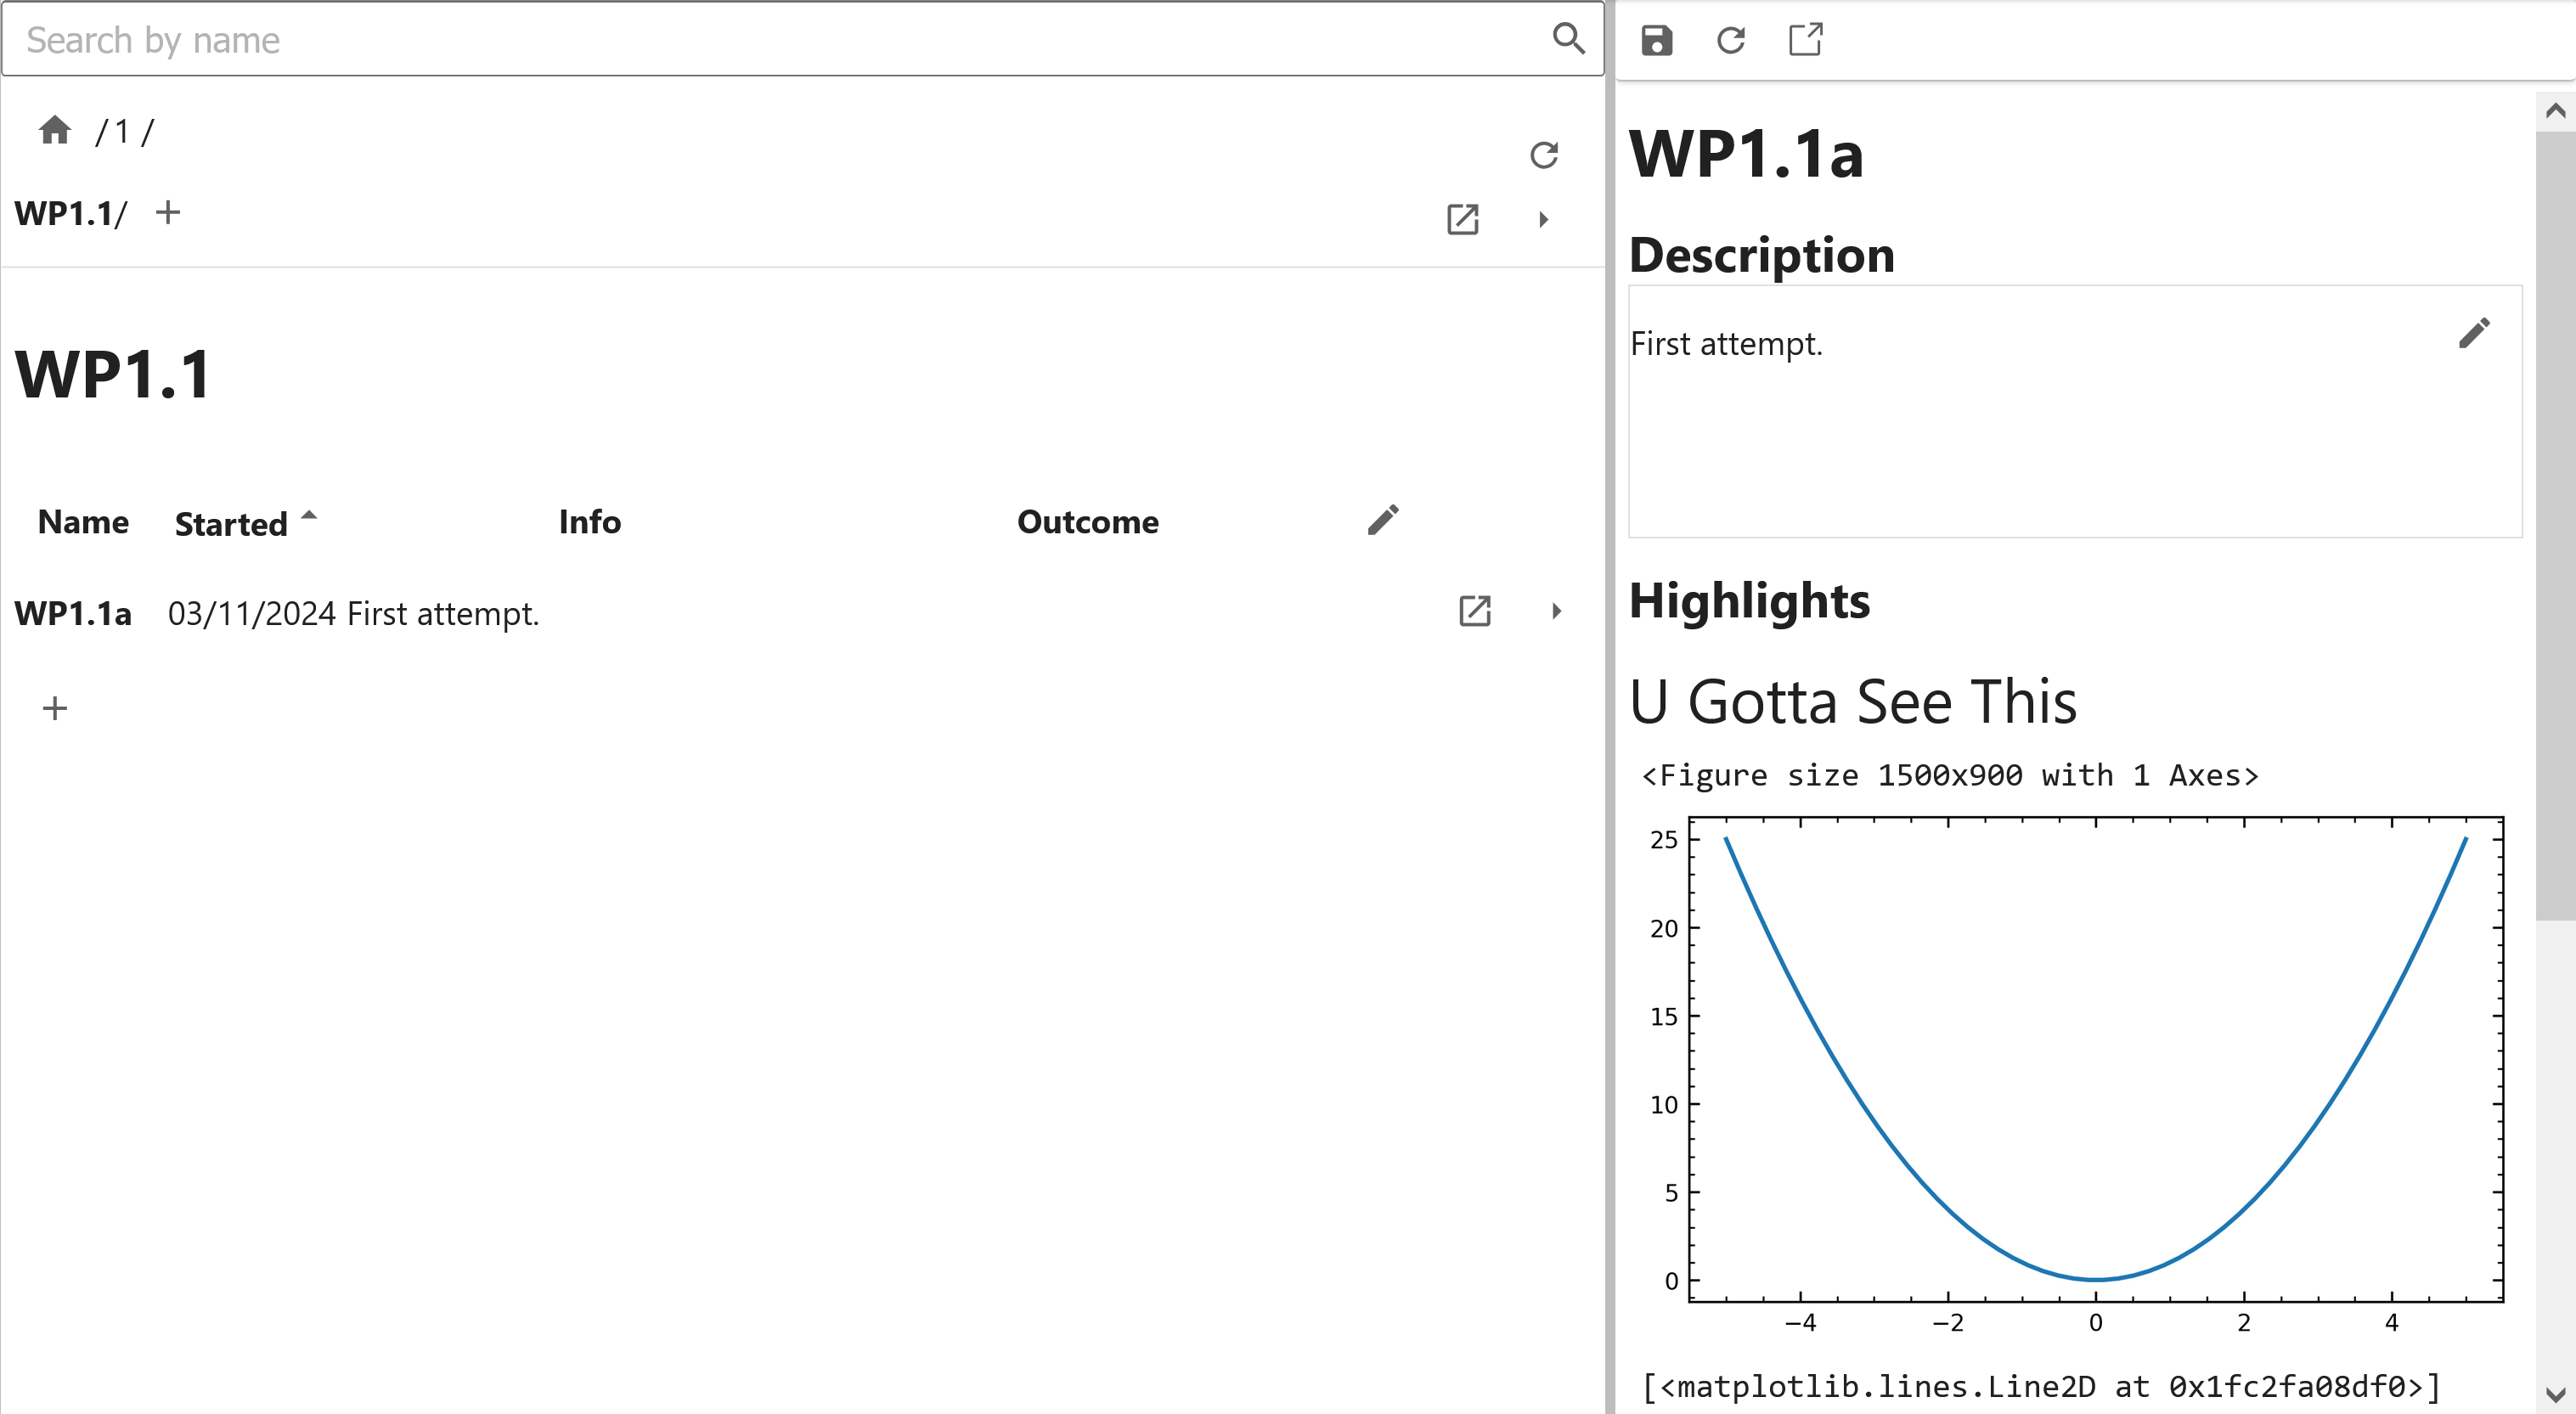 Search by name
/ 1 /
WP1.1/ +
WP1.1
Name Started Info Outcome
WP1.1a 03/11/2024 First attempt.
+
WP1.1a
Description
First attempt.
Highlights
U Gotta See This
<Figure size 1500x900 with 1 Axes>
25
20
15
10
5
0
−4 −2 0 2 4
[<matplotlib.lines.Line2D at 0x1fc2fa08df0>]